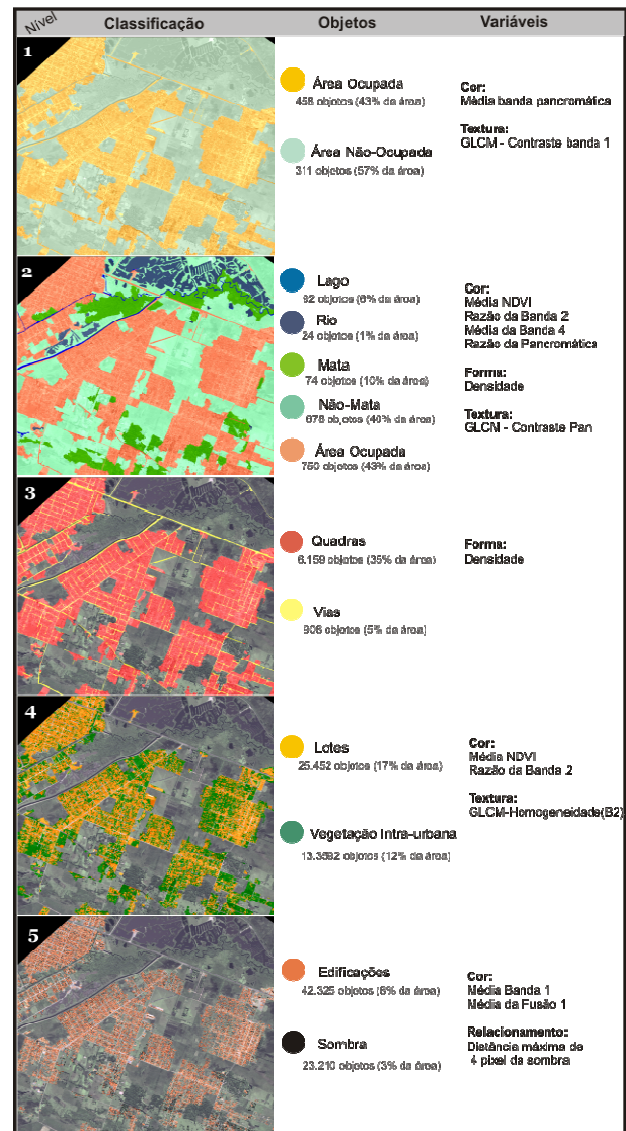 Nível Classificação Objetos Variáveis
1
Área Ocupada
458 objetos (43% da área)
Área Não-Ocupada
311 objetos (57% da área)
Cor:
Média banda pancromática
Textura:
GLCM - Contraste banda 1
2
Lago
92 objetos (6% da área)
Rio
24 objetos (1% da área)
Mata
74 objetos (10% da área)
Não-Mata
678 objetos (40% da área)
Área Ocupada
750 objetos (43% da área)
Cor:
Média NDVI
Razão da Banda 2
Média da Banda 4
Razão da Pancromática
Forma:
Densidade
Textura:
GLCM - Contraste Pan
3
Quadras
6.159 objetos (35% da área)
Vias
906 objetos (5% da área)
Forma:
Densidade
4
Lotes
25.452 objetos (17% da área)
Vegetação Intra-urbana
13.3592 objetos (12% da área)
Cor:
Média NDVI
Razão da Banda 2
Textura:
GLCM-Homogeneidade(B2)
5
Edificações
42.325 objetos (6% da área)
Sombra
23.210 objetos (3% da área)
Cor:
Média Banda 1
Média da Fusão 1
Relacionamento:
Distância máxima de
4 pixel da sombra